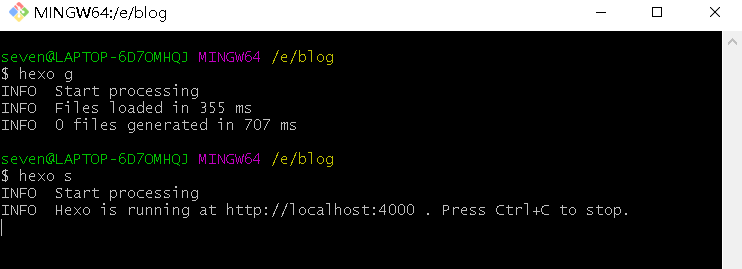 MINGW64:/e/blog
seven@LAPTOP-6D7OMHQJ MINGW64 /e/blog
$ hexo g
INFO  Start processing
INFO  Files loaded in 355 ms
INFO  0 files generated in 707 ms
seven@LAPTOP-6D7OMHQJ MINGW64 /e/blog
$ hexo s
INFO  Start processing
INFO  Hexo is running at http://localhost:4000 . Press Ctrl+C to stop.